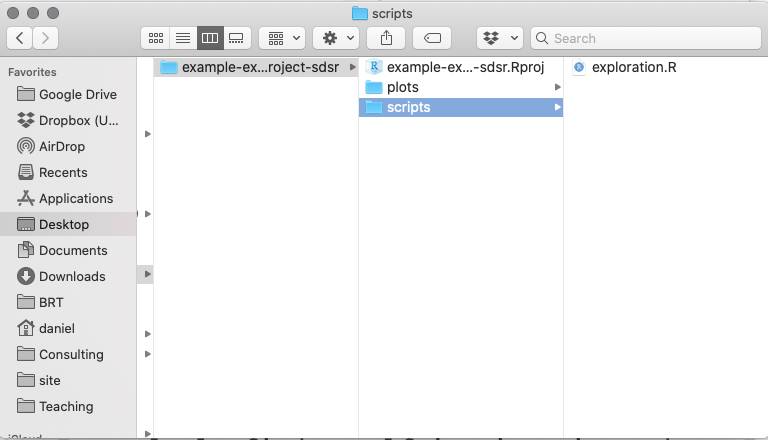 scripts
Search
Favorites
Google Drive
Dropbox (U...
AirDrop
Recents
Applications
Desktop
Documents
Downloads
BRT
daniel
Consulting
site
Teaching
example-ex...roject-sdsr
example-ex...-sdsr.Rproj
plots
scripts
exploration.R